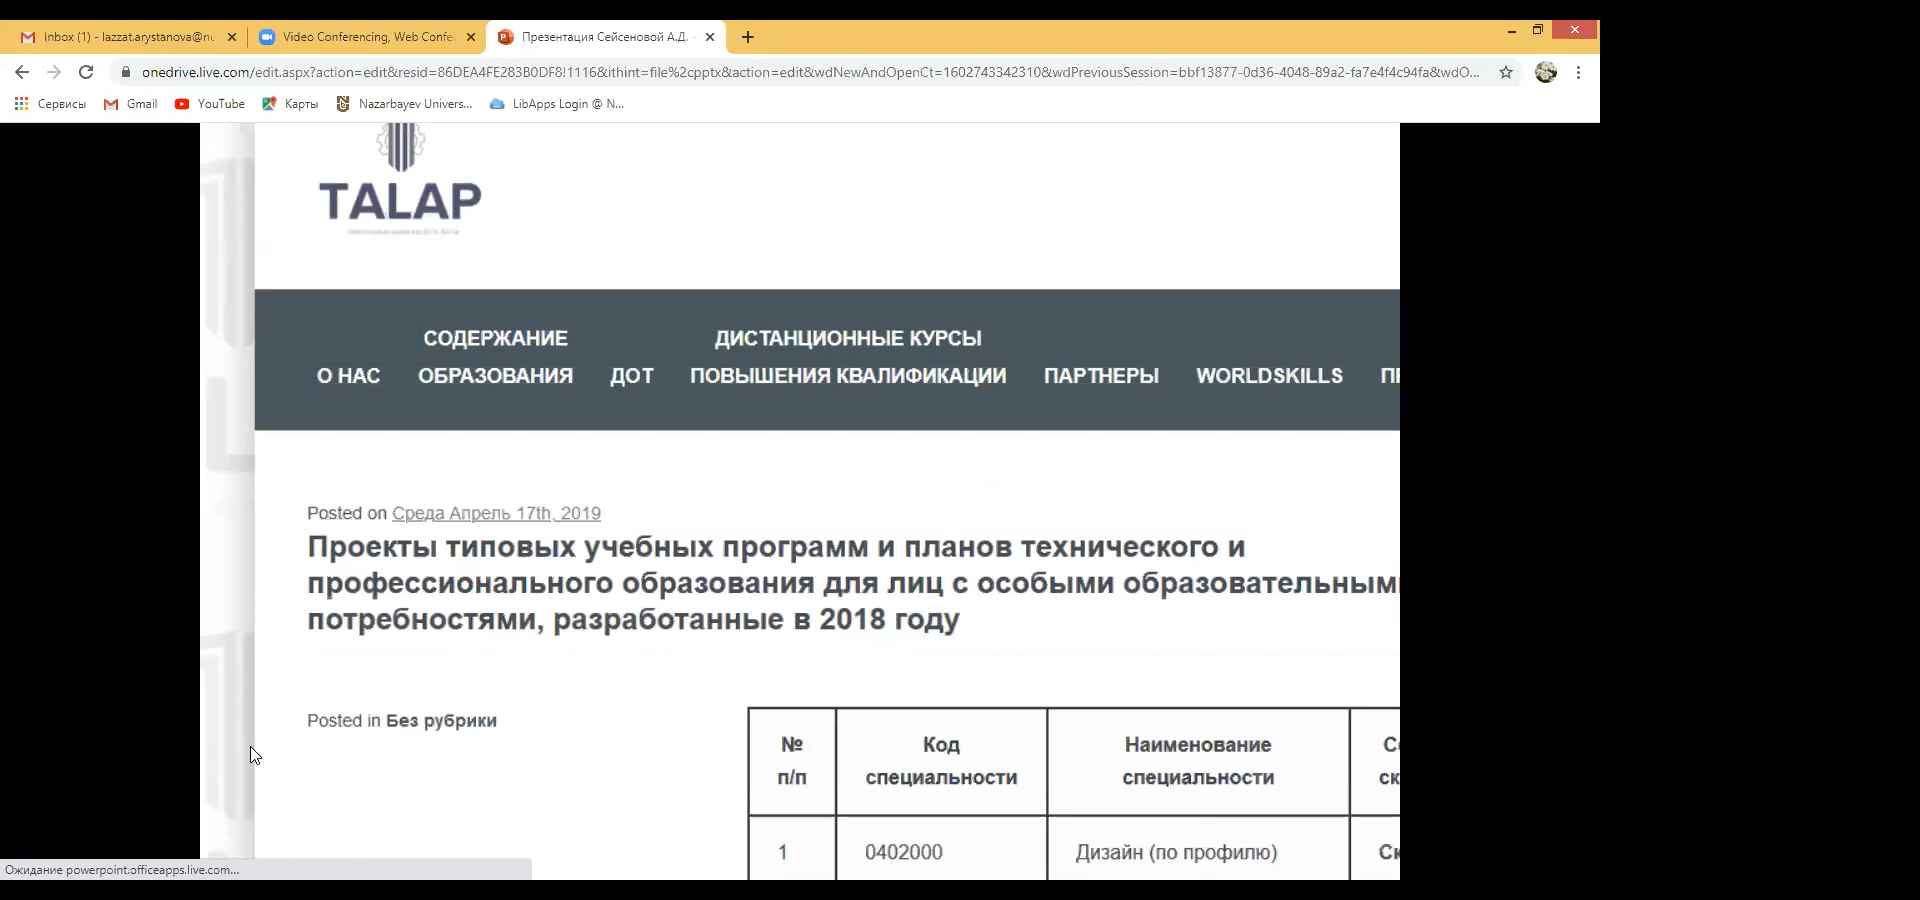 Inbox (1) - lazzat.arystanova@nu
Video Conferencing, Web Confe
Презентация Сейсеновой А.Д. -
onedrive.live.com/edit.aspx?action=edit&resid=86DEA4FE283B0DF8!1116&ithint=file%2cpptx&action=edit&wdNewAndOpenCt=1602743342310&wdPreviousSession=bbf13877-0d36-4048-89a2-fa7e4f4c94fa&wdO...
Сервисы Gmail YouTube Карты Nazarbayev Univers... LibApps Login @ N...
TALAP
СОДЕРЖАНИЕ ДИСТАНЦИОННЫЕ КУРСЫ
О НАС ОБРАЗОВАНИЯ ДОТ ПОВЫШЕНИЯ КВАЛИФИКАЦИИ ПАРТНЕРЫ WORLDSKILLS
Posted on Среда Апрель 17th, 2019
Проекты типовых учебных программ и планов технического и
профессионального образования для лиц с особыми образовательными
потребностями, разработанные в 2018 году
Posted in Без рубрики
№ Код Наименование
п/п специальности специальности
1 0402000 Дизайн (по профилю)
Ожидание powerpoint.officeapps.live.com...